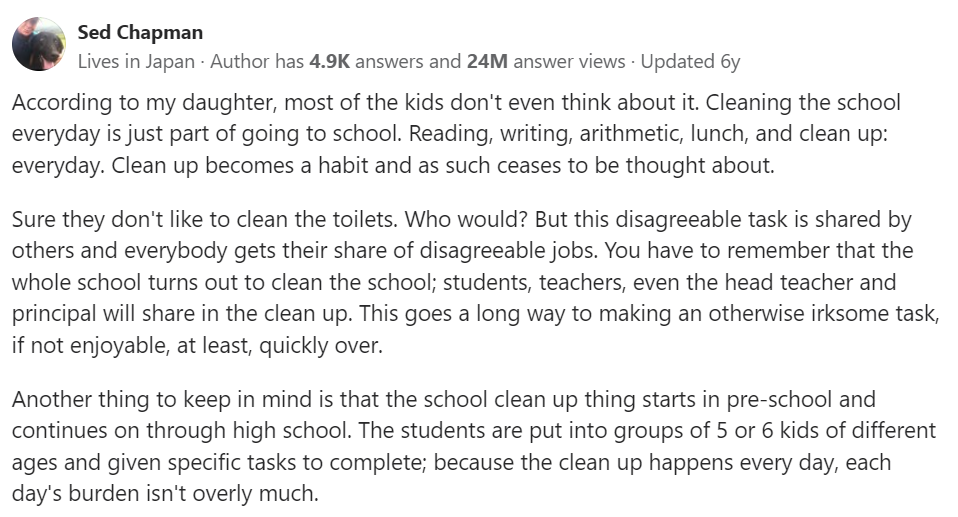 Sed Chapman
Lives in Japan · Author has 4.9K answers and 24M answer views · Updated 6y
According to my daughter, most of the kids don't even think about it. Cleaning the school
everyday is just part of going to school. Reading, writing, arithmetic, lunch, and clean up:
everyday. Clean up becomes a habit and as such ceases to be thought about.
Sure they don't like to clean the toilets. Who would? But this disagreeable task is shared by
others and everybody gets their share of disagreeable jobs. You have to remember that the
whole school turns out to clean the school; students, teachers, even the head teacher and
principal will share in the clean up. This goes a long way to making an otherwise irksome task,
if not enjoyable, at least, quickly over.
Another thing to keep in mind is that the school clean up thing starts in pre-school and
continues on through high school. The students are put into groups of 5 or 6 kids of different
ages and given specific tasks to complete; because the clean up happens every day, each
day's burden isn't overly much.